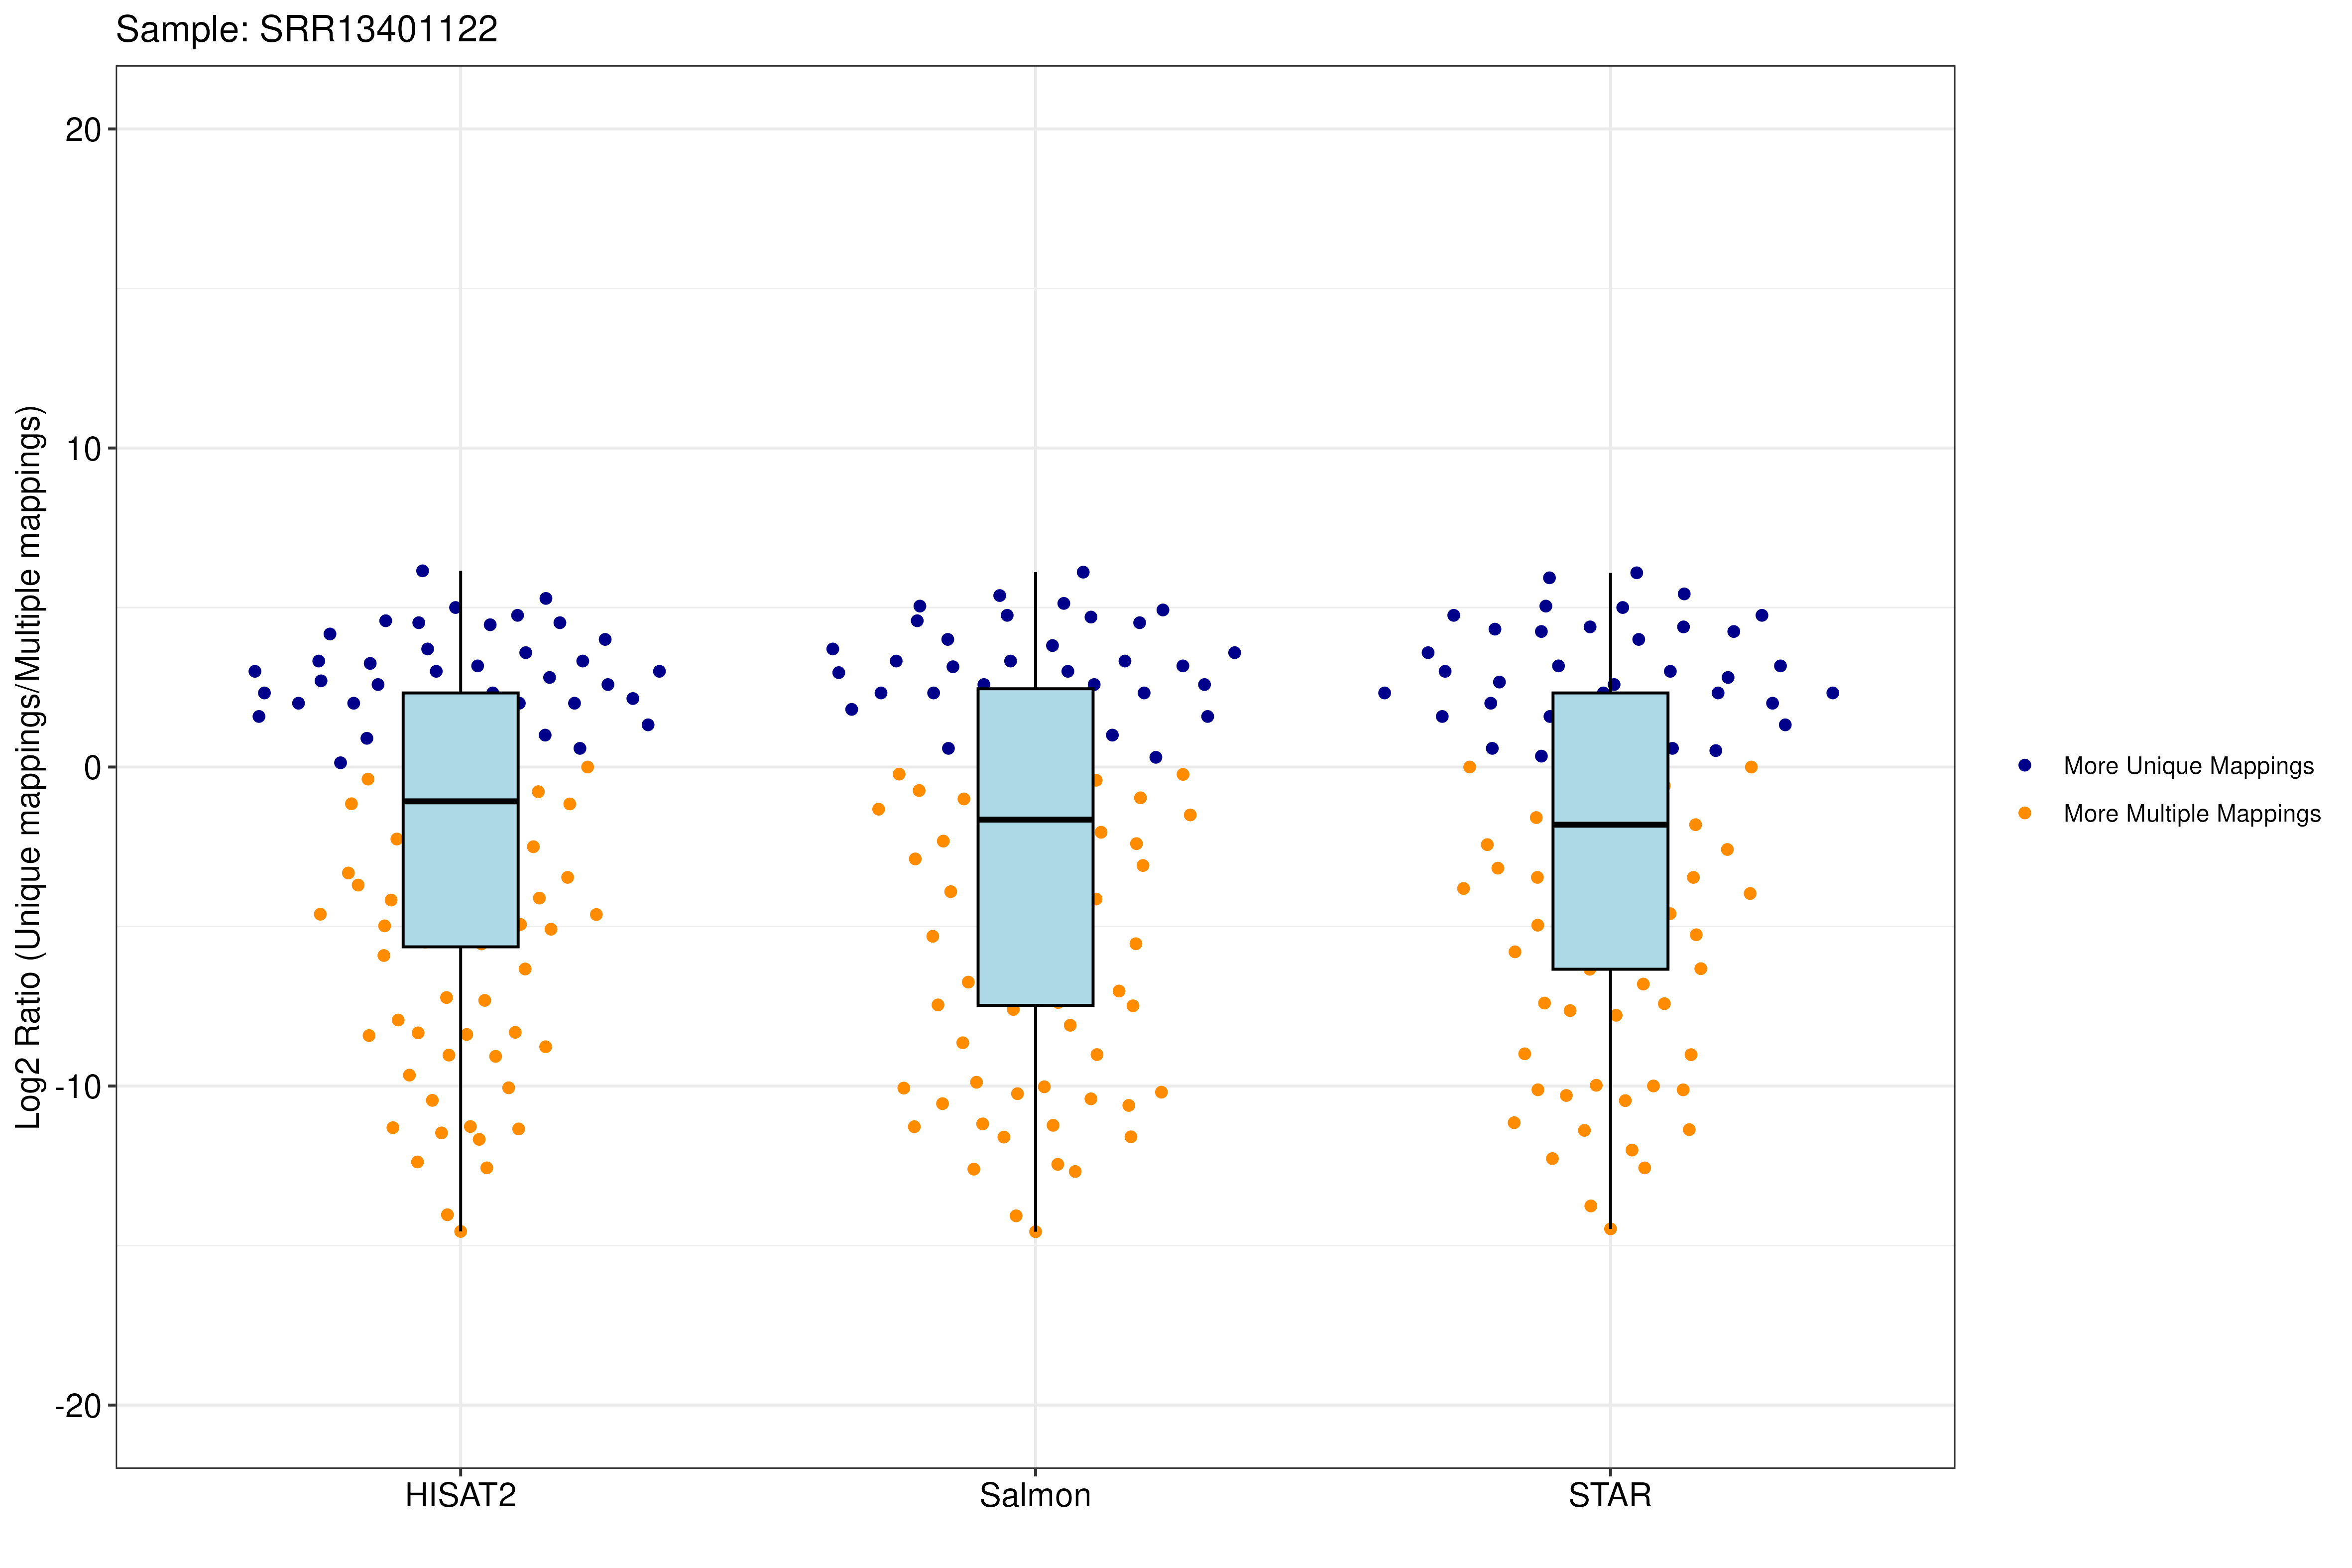 Sample: SRR13401122
Log2 Ratio (Unique mappings/Multiple mappings)
20
10
0
-10
-20
HISAT2
Salmon
STAR
More Unique Mappings
More Multiple Mappings